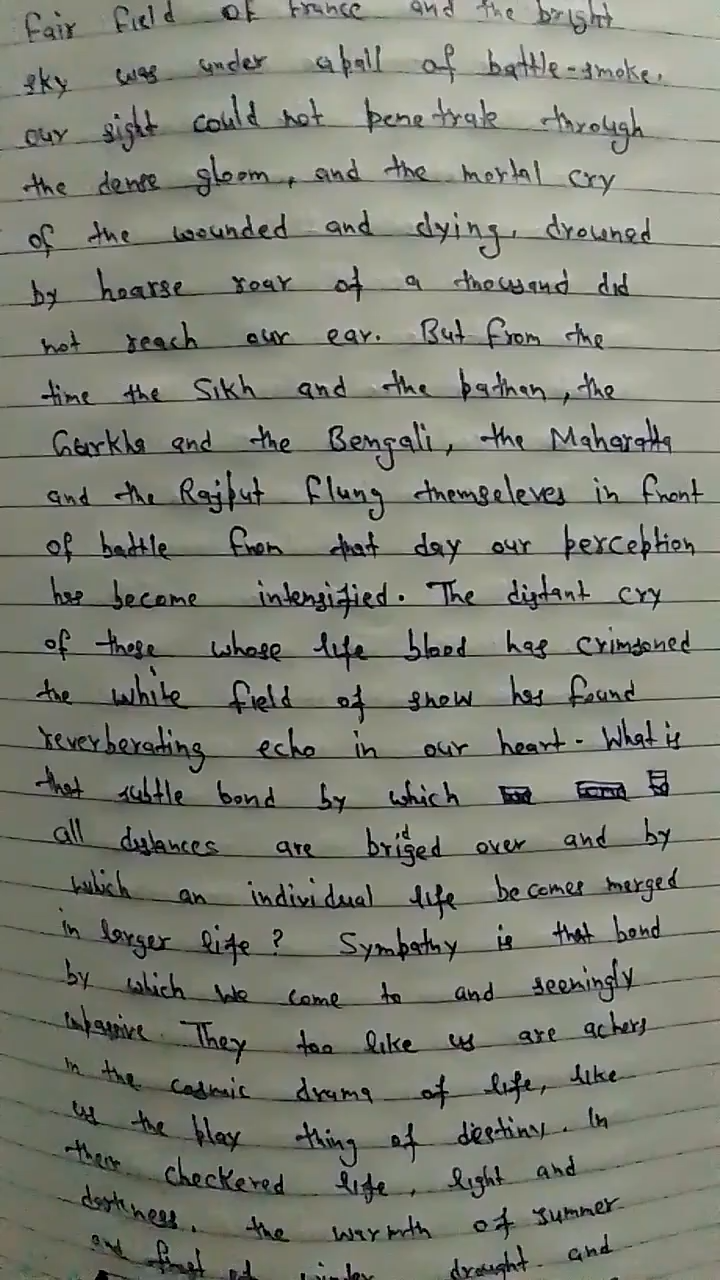 fair field of france and the bright
sky was under a pall of battle-smoke.
our sight could not penetrate through
the dense gloom, and the mortal cry
of the wounded and dying, drowned
by hoarse roar of a thousand did
not reach our ear. But from the
time the Sikh and the pathan, the
Gurkha and the Bengali, the Maharatta
and the Rajput flung themseleves in front
of battle from that day our perception
has become intensified. The distant cry
of those whose life blood has crimsoned
the white field of snow has found
reverberating echo in our heart. What is
that subtle bond by which
all distances are bridged over and by
which an individual life becomes merged
in larger life? Sympathy is that bond
by which we come to and seeningly
They too like us are acters
in the cosmic drama of life, like
us the play thing of destiny. In
their checkered life, light and
darkness, the warmth of summer
and frost of drought and